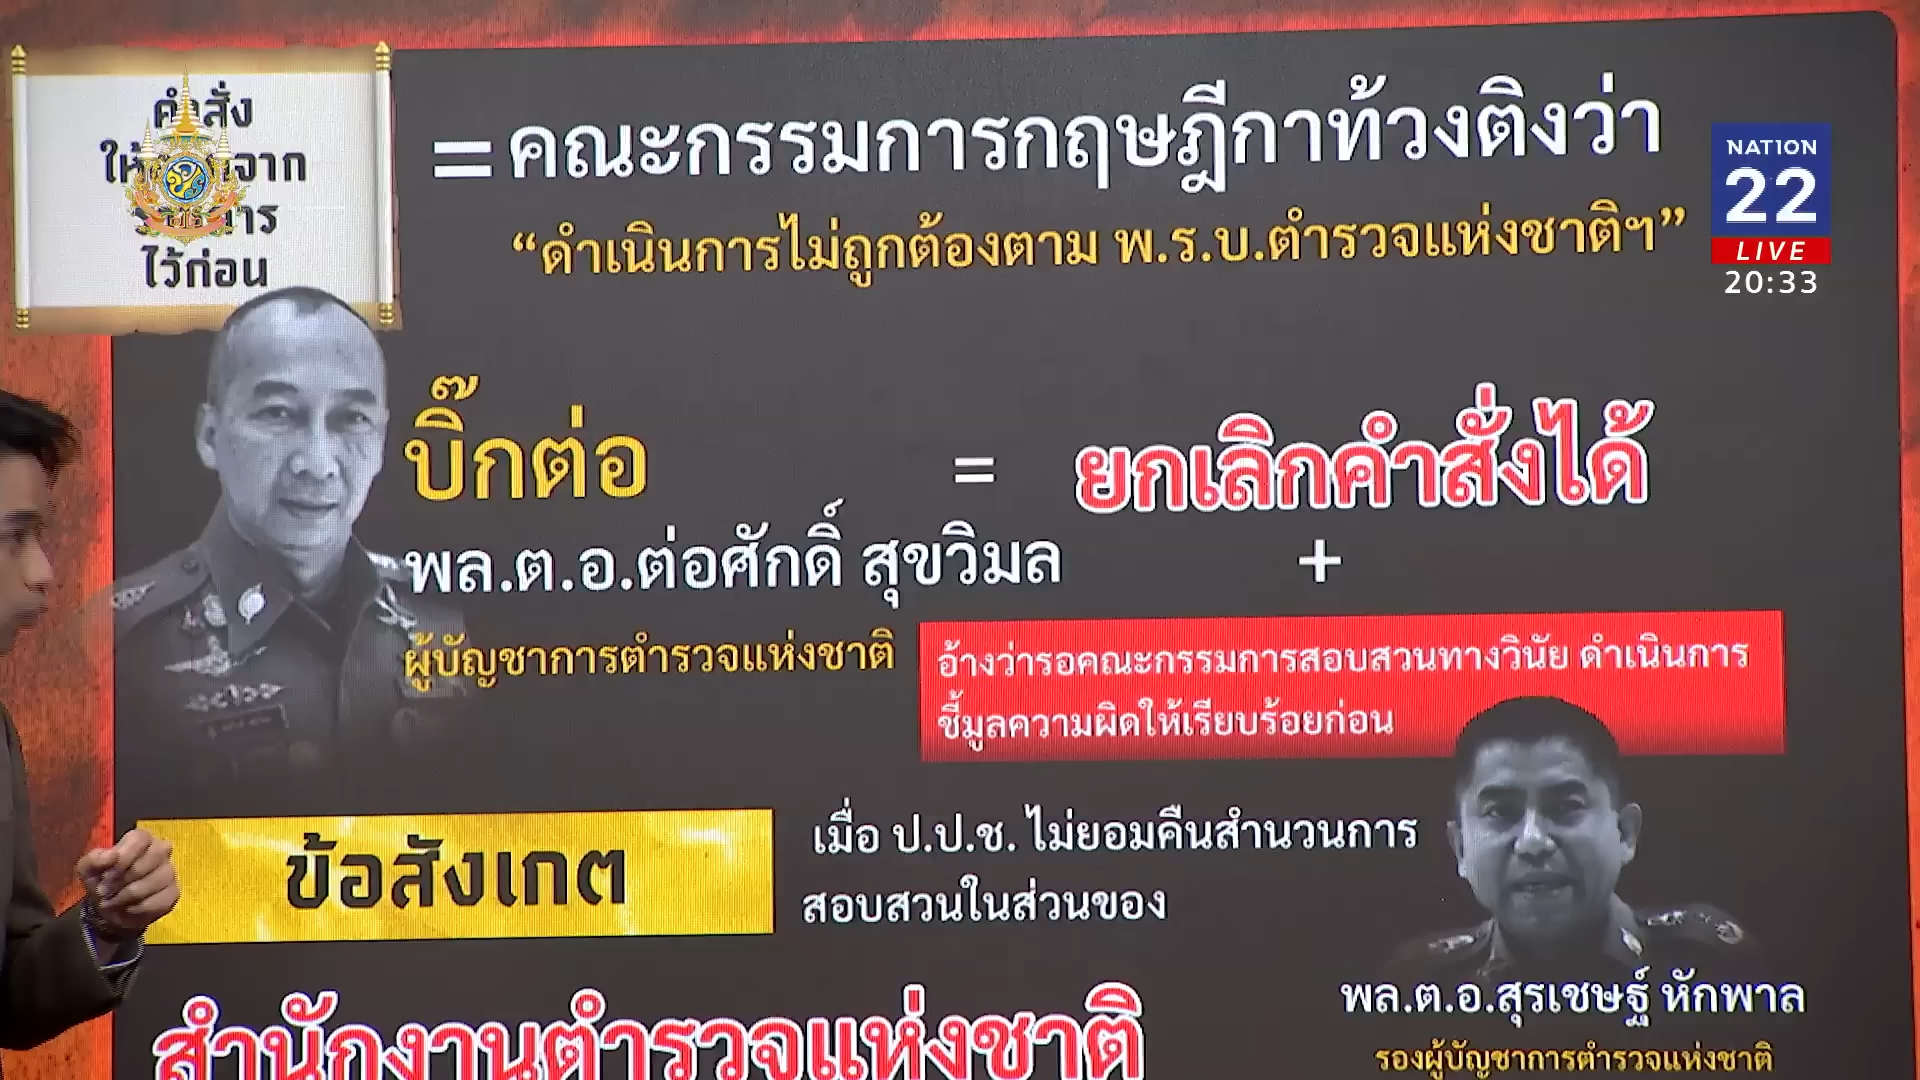 คำสั่ง
ไว้ก่อน
= คณะกรรมการกฤษฎีกาท้วงติงว่า
“ดำเนินการไม่ถูกต้องตาม พ.ร.บ.ตำรวจแห่งชาติฯ”
NATION
22
LIVE
20:33
บิ๊กต่อ = ยกเลิกคำสั่งได้
พล.ต.อ.ต่อศักดิ์ สุขวิมล +
ผู้บัญชาการตำรวจแห่งชาติ
อ้างว่ารอคณะกรรมการสอบสวนทางวินัย ดำเนินการ
ชี้มูลความผิดให้เรียบร้อยก่อน
ข้อสังเกต
เมื่อ ป.ป.ช. ไม่ยอมคืนสำนวนการ
สอบสวนในส่วนของ
พล.ต.อ.สุรเชษฐ์ หักพาล
รองผู้บัญชาการตำรวจแห่งชาติ
สำนักงานตำรวจแห่งชาติ